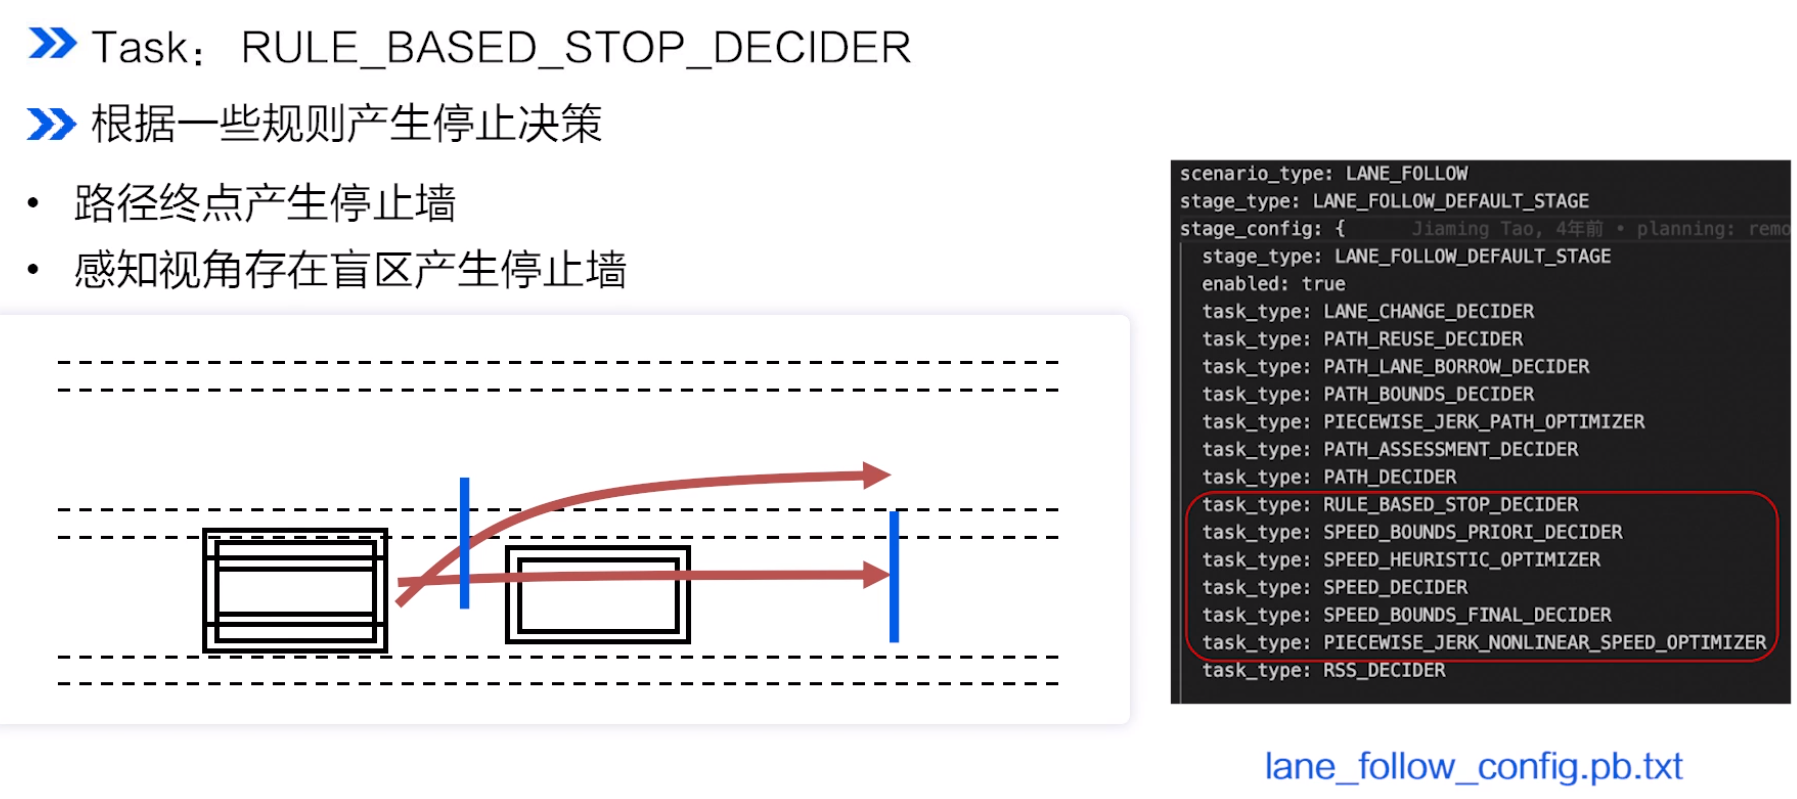 Task： RULE_BASED_STOP_DECIDER
根据一些规则产生停止决策
• 路径终点产生停止墙
• 感知视角存在盲区产生停止墙
scenario_type: LANE_FOLLOW
stage_type: LANE_FOLLOW_DEFAULT_STAGE
stage_config: { Jiaming Tao, 4年前 • planning: remo
stage_type: LANE_FOLLOW_DEFAULT_STAGE
enabled: true
task_type: LANE_CHANGE_DECIDER
task_type: PATH_REUSE_DECIDER
task_type: PATH_LANE_BORROW_DECIDER
task_type: PATH_BOUNDS_DECIDER
task_type: PIECEWISE_JERK_PATH_OPTIMIZER
task_type: PATH_ASSESSMENT_DECIDER
task_type: PATH_DECIDER
task_type: RULE_BASED_STOP_DECIDER
task_type: SPEED_BOUNDS_PRIORI_DECIDER
task_type: SPEED_HEURISTIC_OPTIMIZER
task_type: SPEED_DECIDER
task_type: SPEED_BOUNDS_FINAL_DECIDER
task_type: PIECEWISE_JERK_NONLINEAR_SPEED_OPTIMIZER
task_type: RSS_DECIDER
lane_follow_config.pb.txt